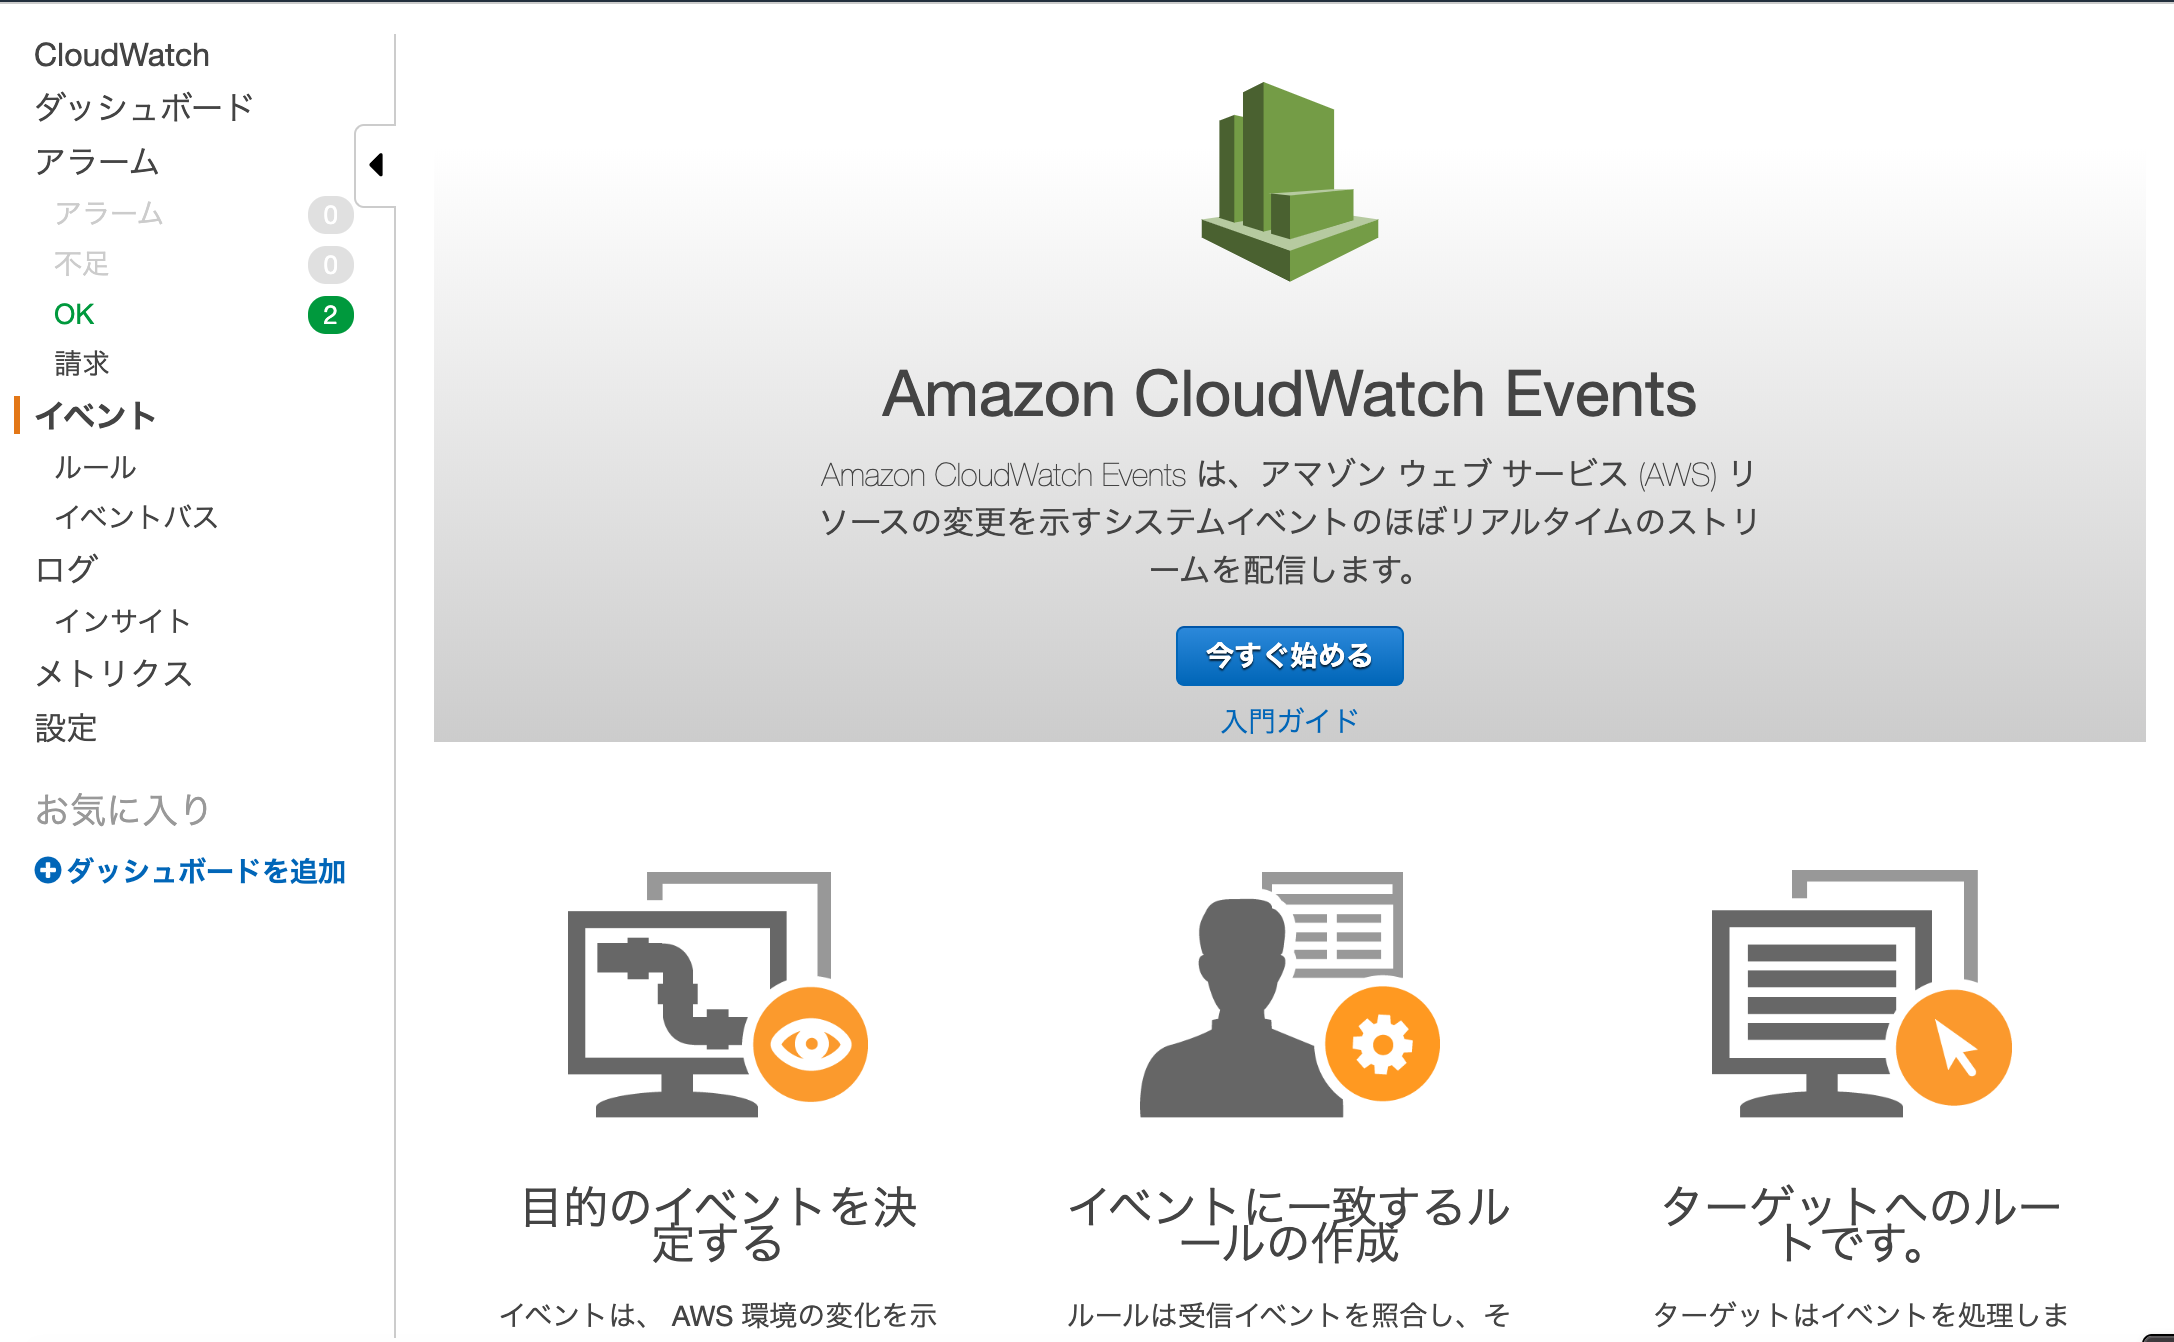 CloudWatch
ダッシュボード
アラーム
アラーム 0
不足 0
OK 2
請求
イベント
ルール
イベントバス
ログ
インサイト
メトリクス
設定
お気に入り
ダッシュボードを追加
Amazon CloudWatch Events
Amazon CloudWatch Events は、アマゾン ウェブ サービス (AWS) リ
ソースの変更を示すシステムイベントのほぼリアルタイムのストリ
ームを配信します。
今すぐ始める
入門ガイド
目的のイベントを決
定する
イベントは、 AWS 環境の変化を示
イベントに一致するル
ールの作成
ルールは受信イベントを照合し、そ
ターゲットへのルー
トです。
ターゲットはイベントを処理しま